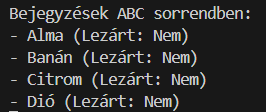 Bejegyzések ABC sorrendben:
- Alma (Lezárt: Nem)
- Banán (Lezárt: Nem)
- Citrom (Lezárt: Nem)
- Dió (Lezárt: Nem)